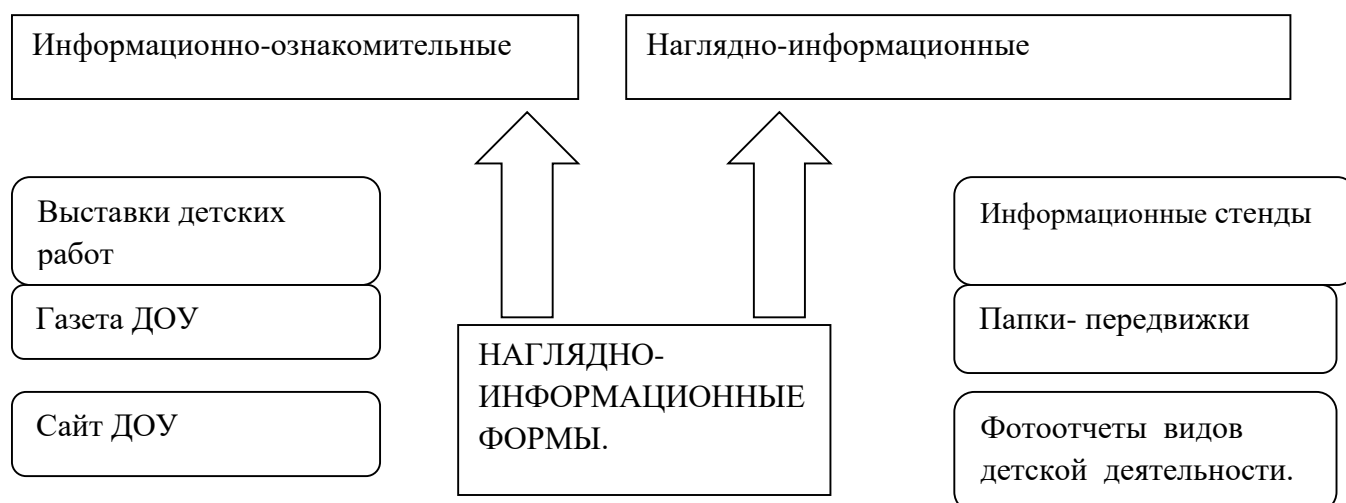 Информационно-ознакомительные
Наглядно-информационные
Выставки детских
работ
Газета ДОУ
Сайт ДОУ
НАГЛЯДНО-
ИНФОРМАЦИОННЫЕ
ФОРМЫ.
Информационные стенды
Папки- передвижки
Фотоотчеты видов
детской деятельности.